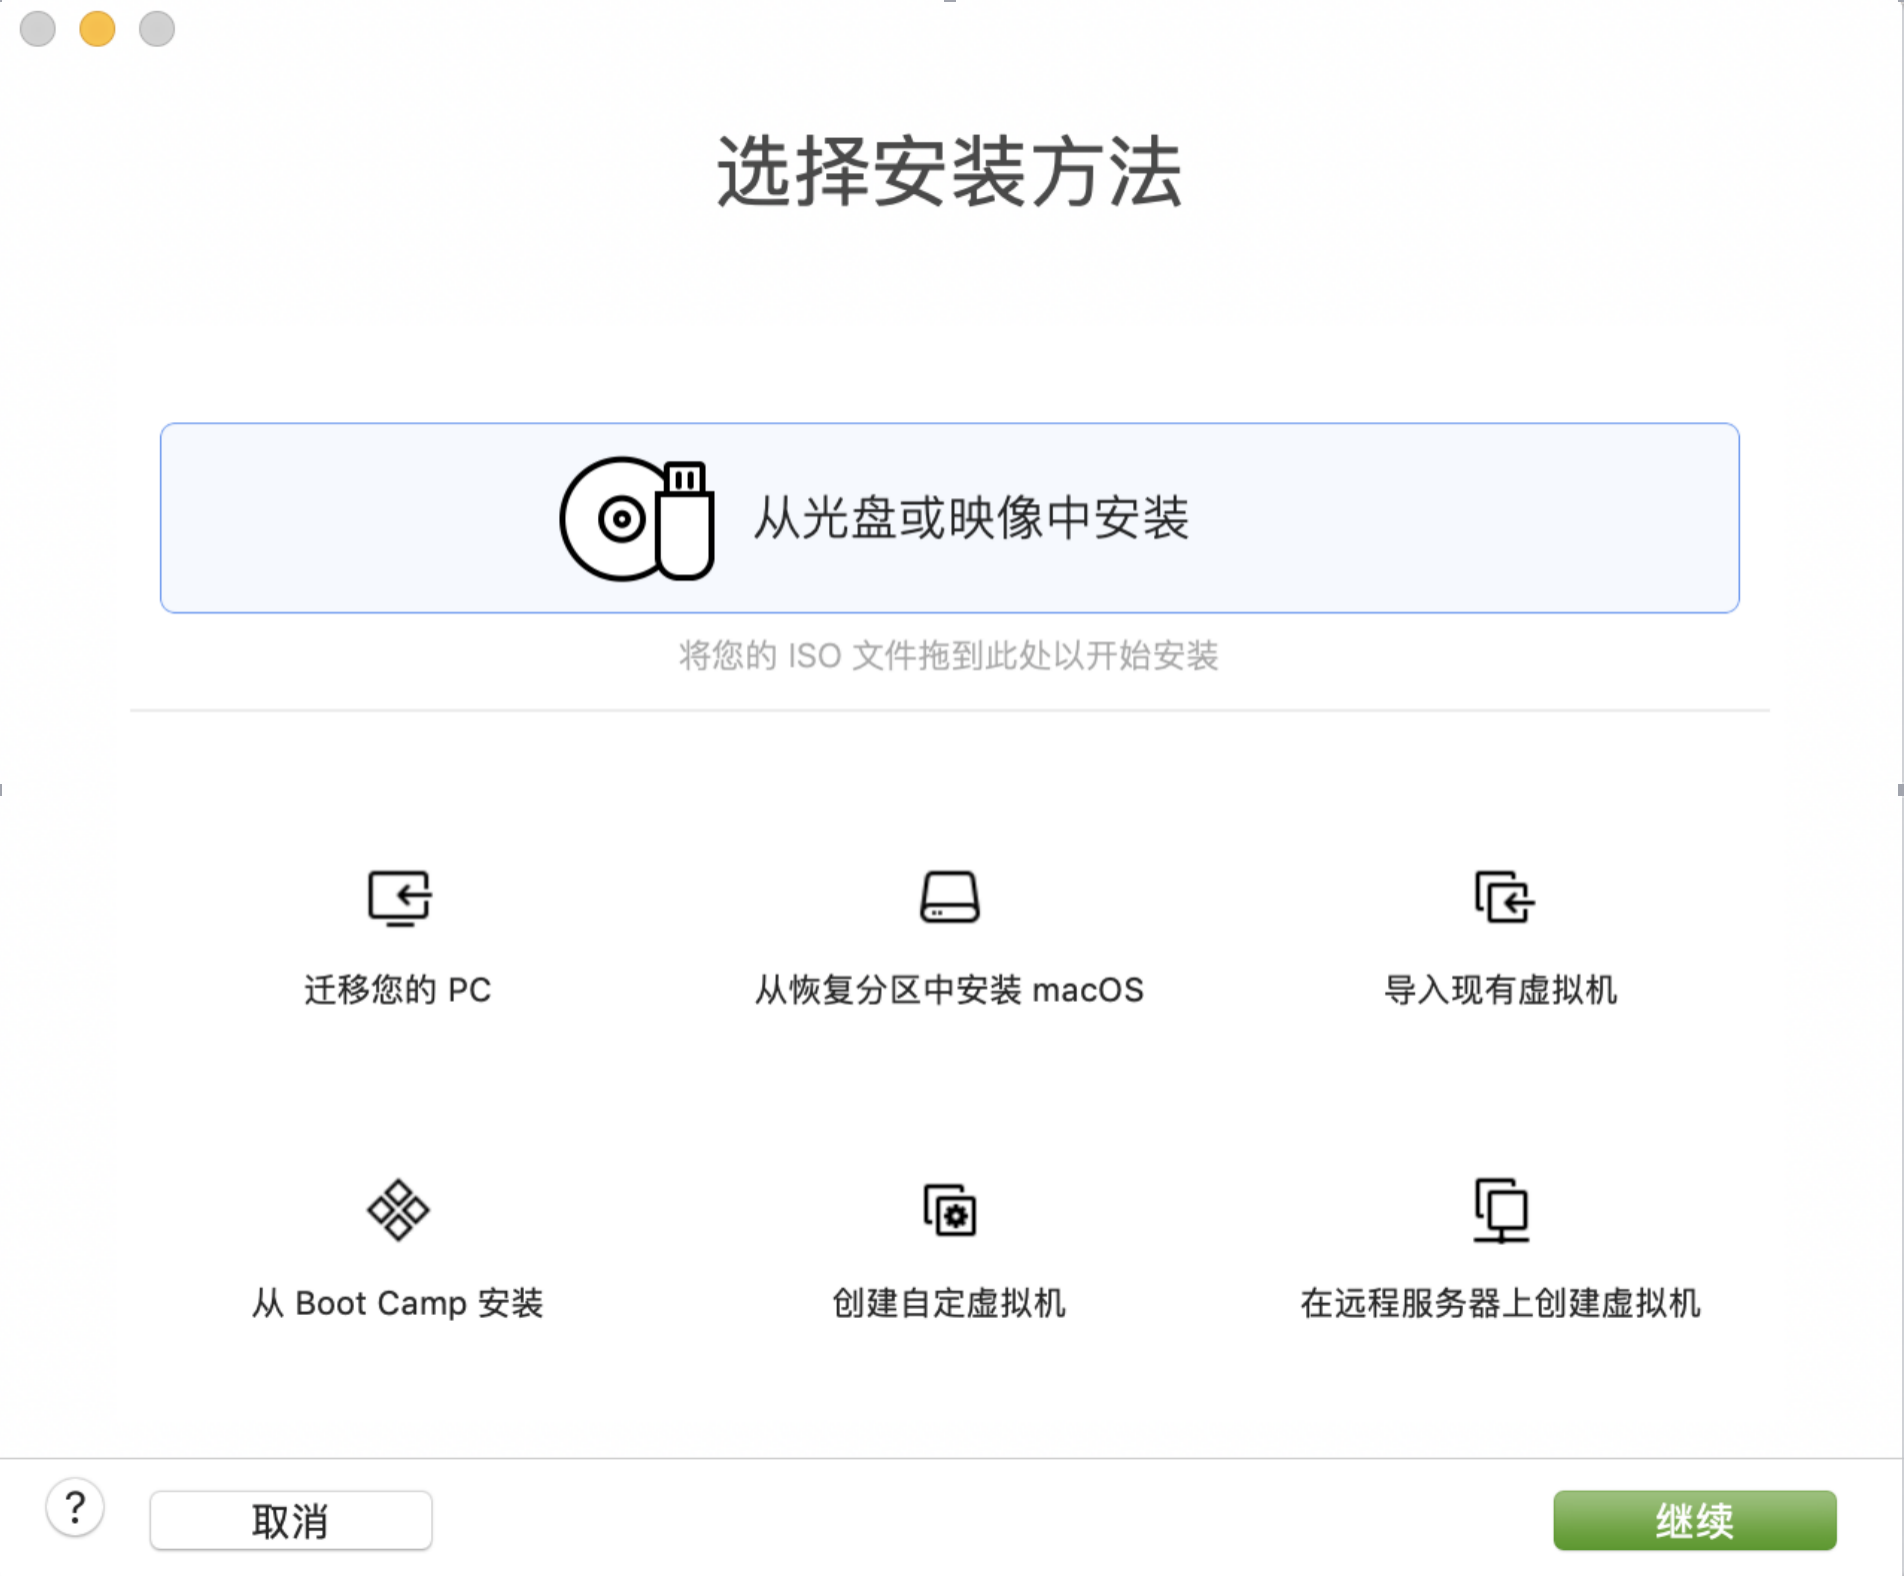 选择安装方法
从光盘或映像中安装
将您的 ISO 文件拖到此处以开始安装
迁移您的 PC
从恢复分区中安装 macOS
导入现有虚拟机
从 Boot Camp 安装
创建自定虚拟机
在远程服务器上创建虚拟机
?
取消
继续